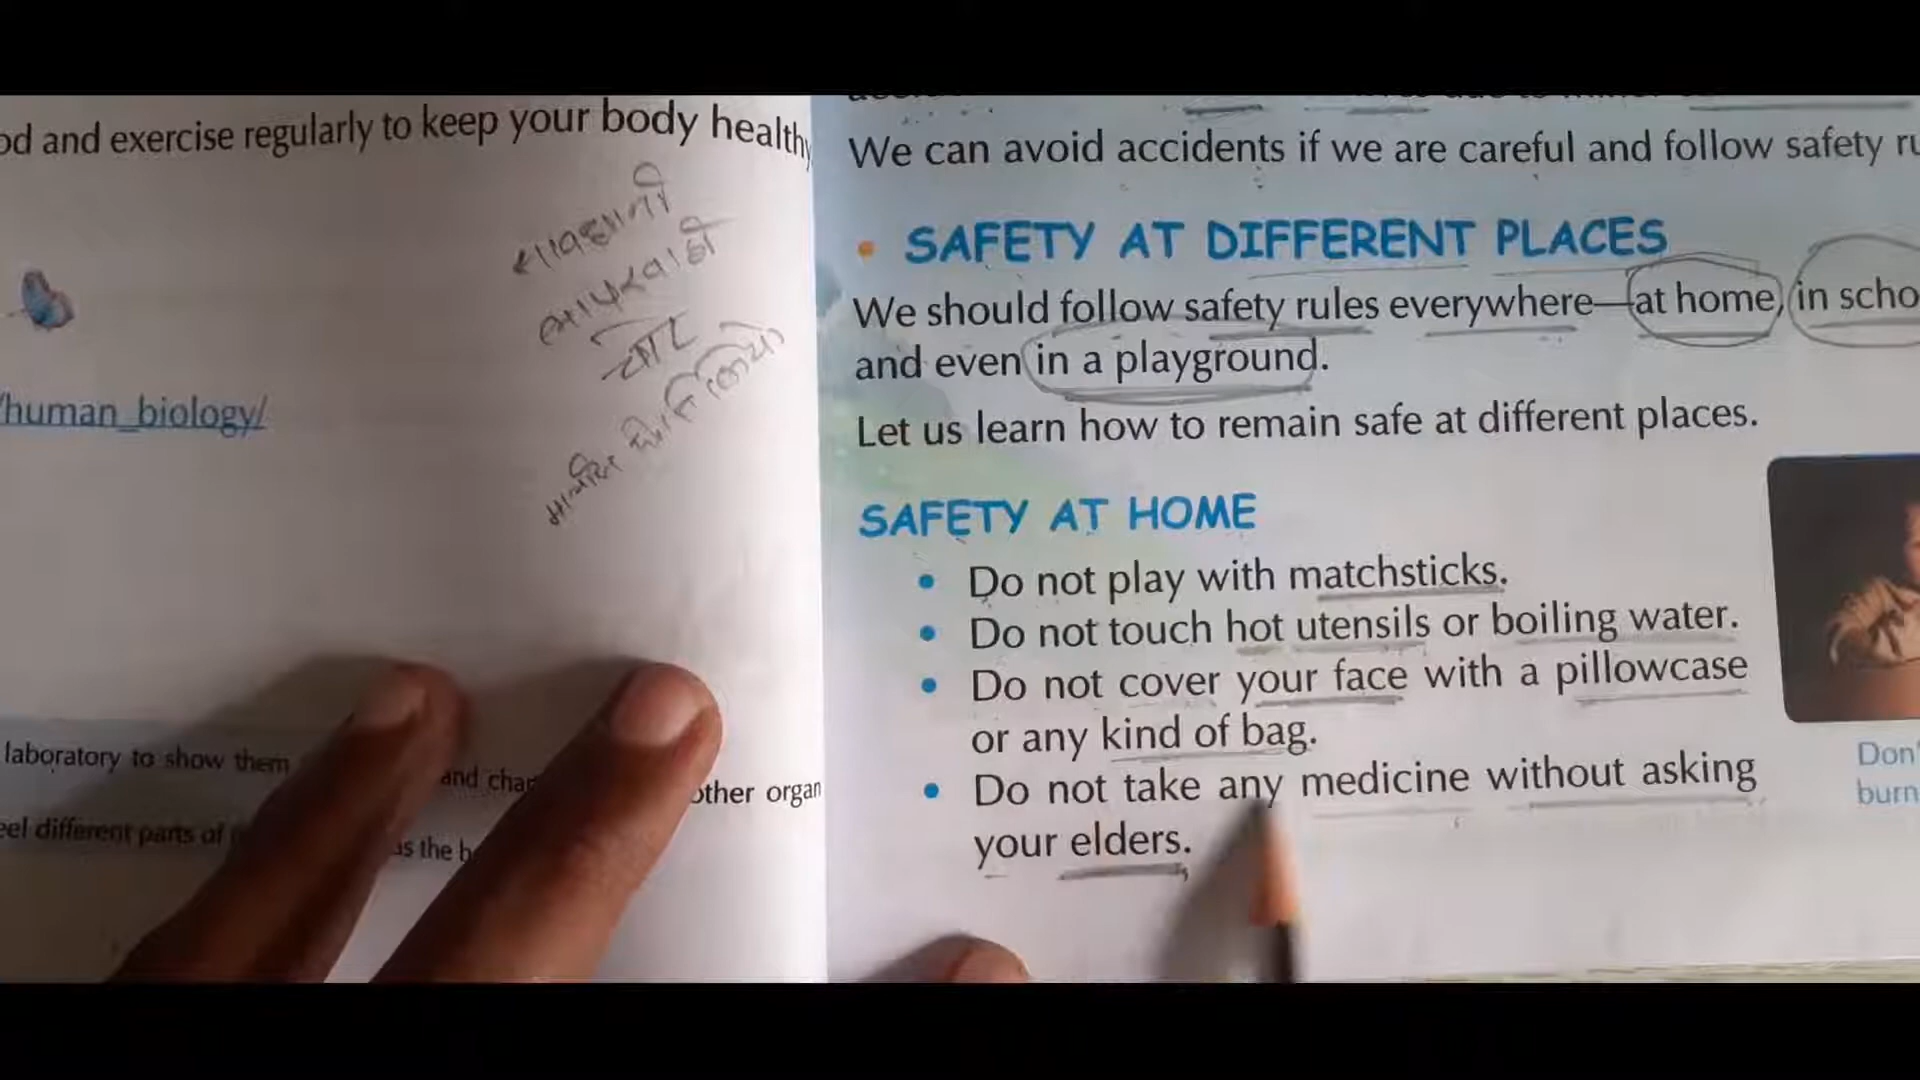 and exercise regularly to keep your body healthy
सावधानी
लापरवाही
चोट
माचिस की तिलियो
/human_biology/
laboratory to show them and other organ
different parts of the
We can avoid accidents if we are careful and follow safety
• SAFETY AT DIFFERENT PLACES
We should follow safety rules everywhere—at home, in scho
and even in a playground.
Let us learn how to remain safe at different places.
SAFETY AT HOME
• Do not play with matchsticks.
• Do not touch hot utensils or boiling water.
• Do not cover your face with a pillowcase
or any kind of bag.
• Do not take any medicine without asking
your elders.
Don'
burn